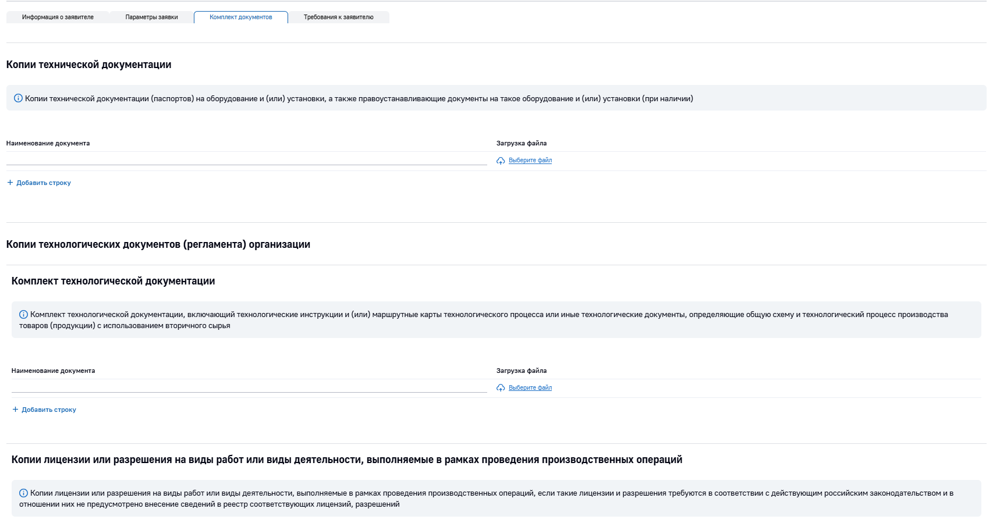 Информация о заявителе
Параметры заявки
Комплект документов
Требования к заявителю
Копии технической документации
Копии технической документации (паспортов) на оборудование и (или) установки, а также правоустанавливающие документы на такое оборудование и (или) установки (при наличии)
Наименование документа
Загрузка файла
Выберите файл
+ Добавить строку
Копии технологических документов (регламента) организации
Комплект технологической документации
Комплект технологической документации, включающий технологические инструкции и (или) маршрутные карты технологического процесса или иные технологические документы, определяющие общую схему и технологический процесс производства
товаров (продукции) с использованием вторичного сырья
Наименование документа
Загрузка файла
Выберите файл
+ Добавить строку
Копии лицензии или разрешения на виды работ или виды деятельности, выполняемые в рамках проведения производственных операций
Копии лицензии или разрешения на виды работ или виды деятельности, выполняемые в рамках проведения производственных операций, если такие лицензии и разрешения требуются в соответствии с действующим российским законодательством и в
отношении них не предусмотрено внесение сведений в реестр соответствующих лицензий, разрешений